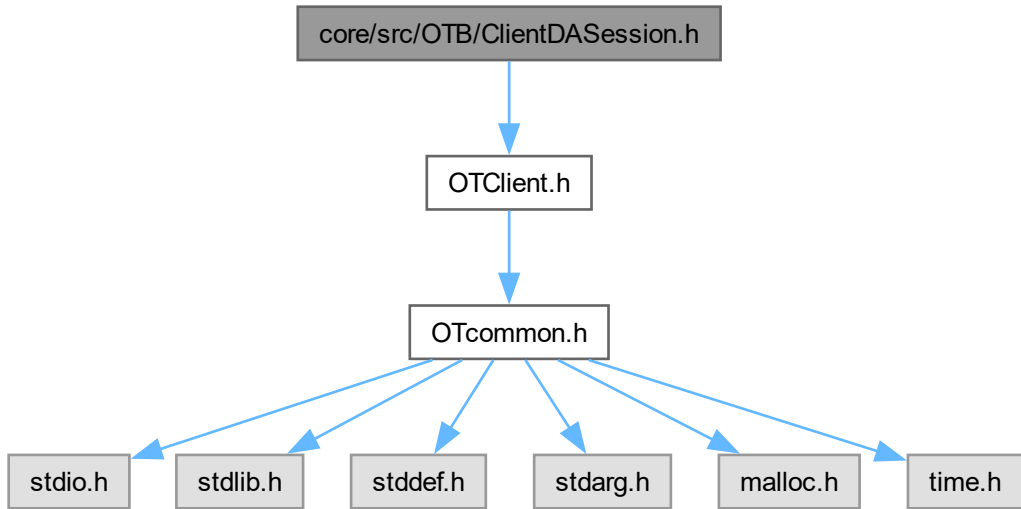 core/src/OTB/ClientDASession.h
OTClient.h
OTcommon.h
stdio.h
stdlib.h
stddef.h
stdarg.h
malloc.h
time.h